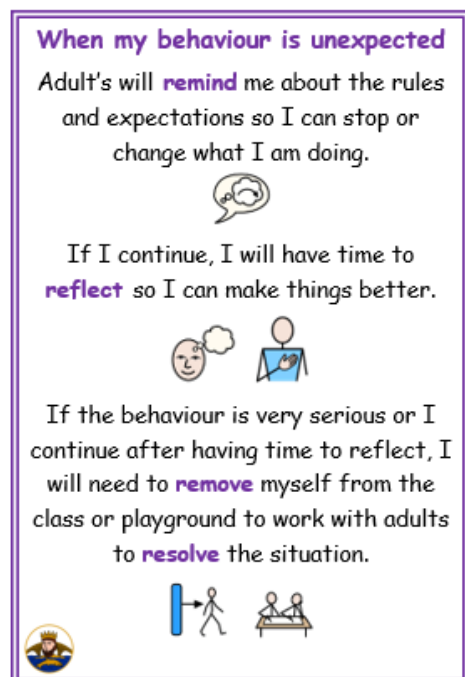 When my behaviour is unexpected
Adult's will remind me about the rules
and expectations so I can stop or
change what I am doing.
If I continue, I will have time to
reflect so I can make things better.
If the behaviour is very serious or I
continue after having time to reflect, I
will need to remove myself from the
class or playground to work with adults
to resolve the situation.